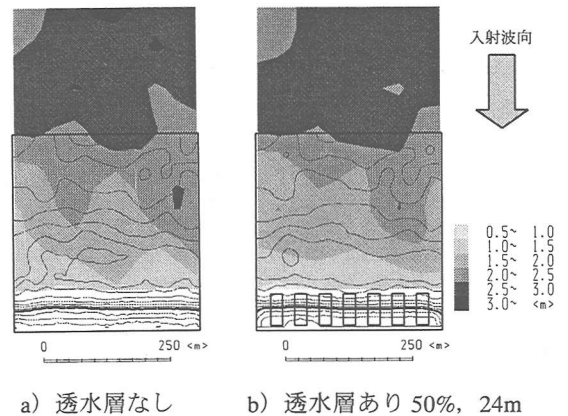 入射波向
0.5~ 1.0
1.0~ 1.5
1.5~ 2.0
2.0~ 2.5
2.5~ 3.0
3.0~ <m>
0 250 <m>
0 250 <m>
a）透水層なし
b）透水層あり 50%，24m